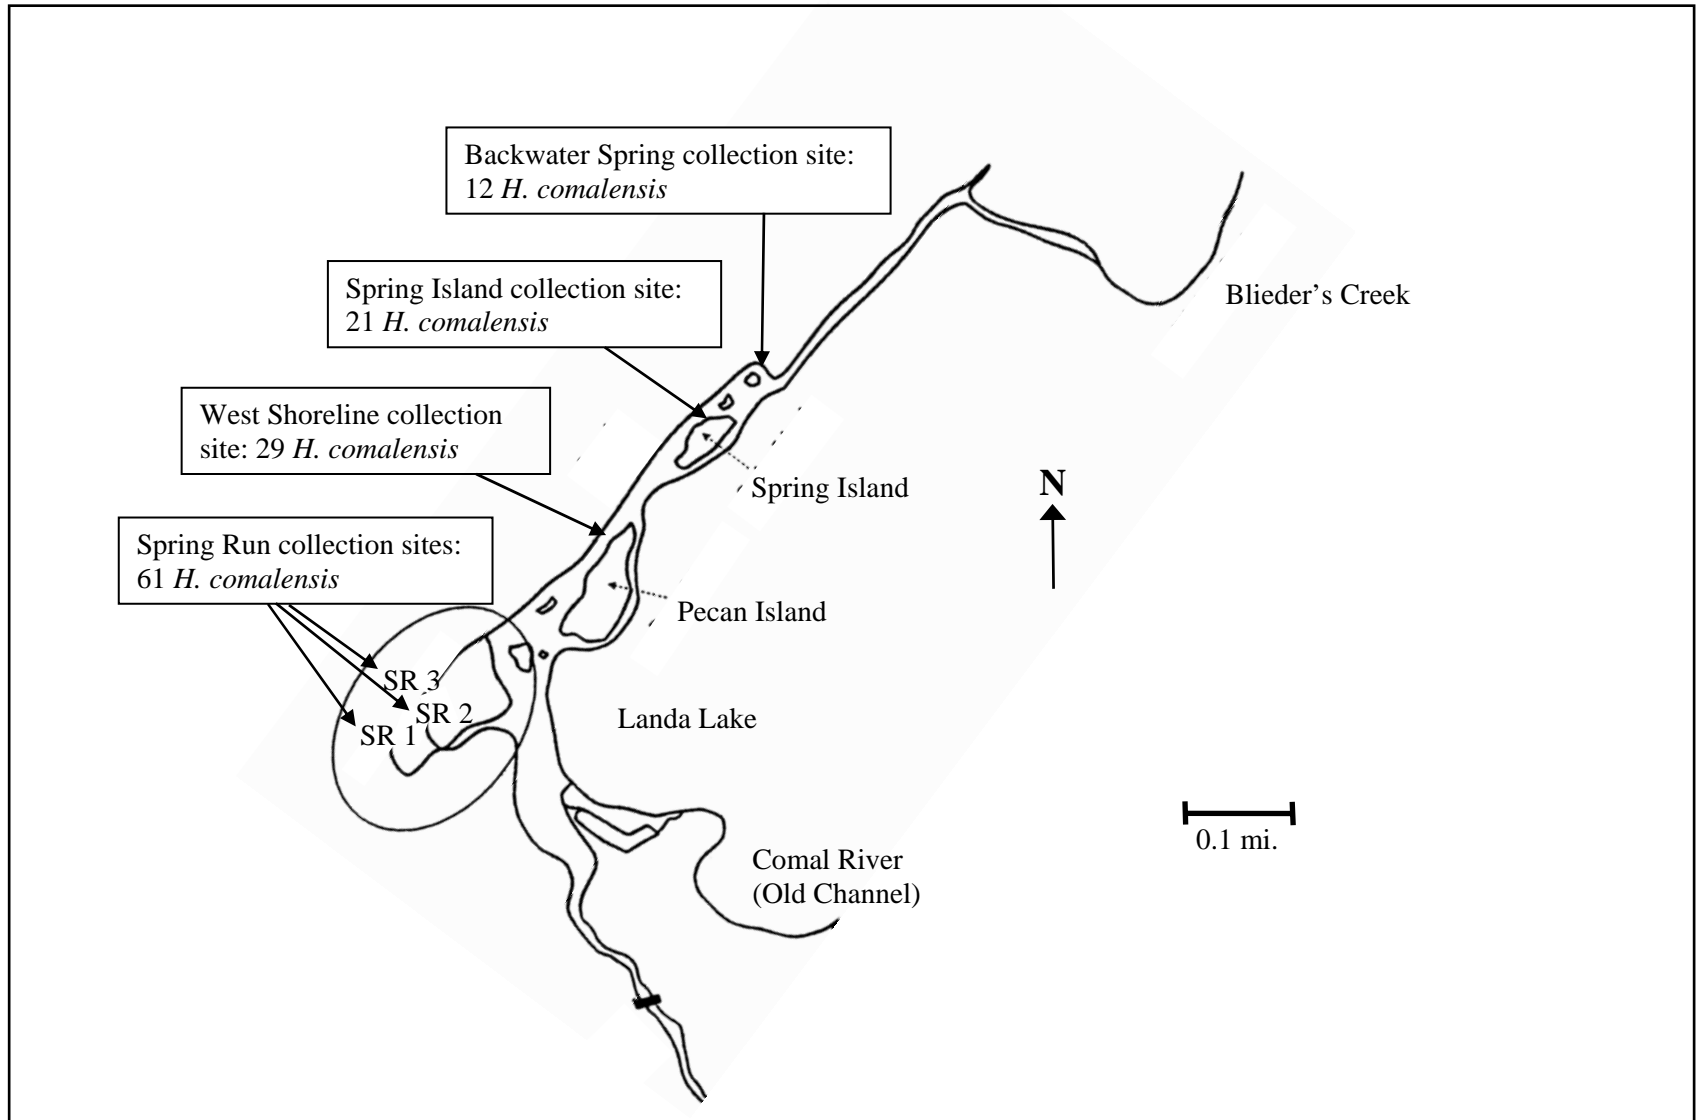 Backwater Spring collection site:
12 H. comalensis
Spring Island collection site:
21 H. comalensis
West Shoreline collection
site: 29 H. comalensis
Spring Run collection sites:
61 H. comalensis
Blieder’s Creek
Spring Island
N
Pecan Island
SR 3
SR 2
SR 1
Landa Lake
0.1 mi.
Comal River
(Old Channel)